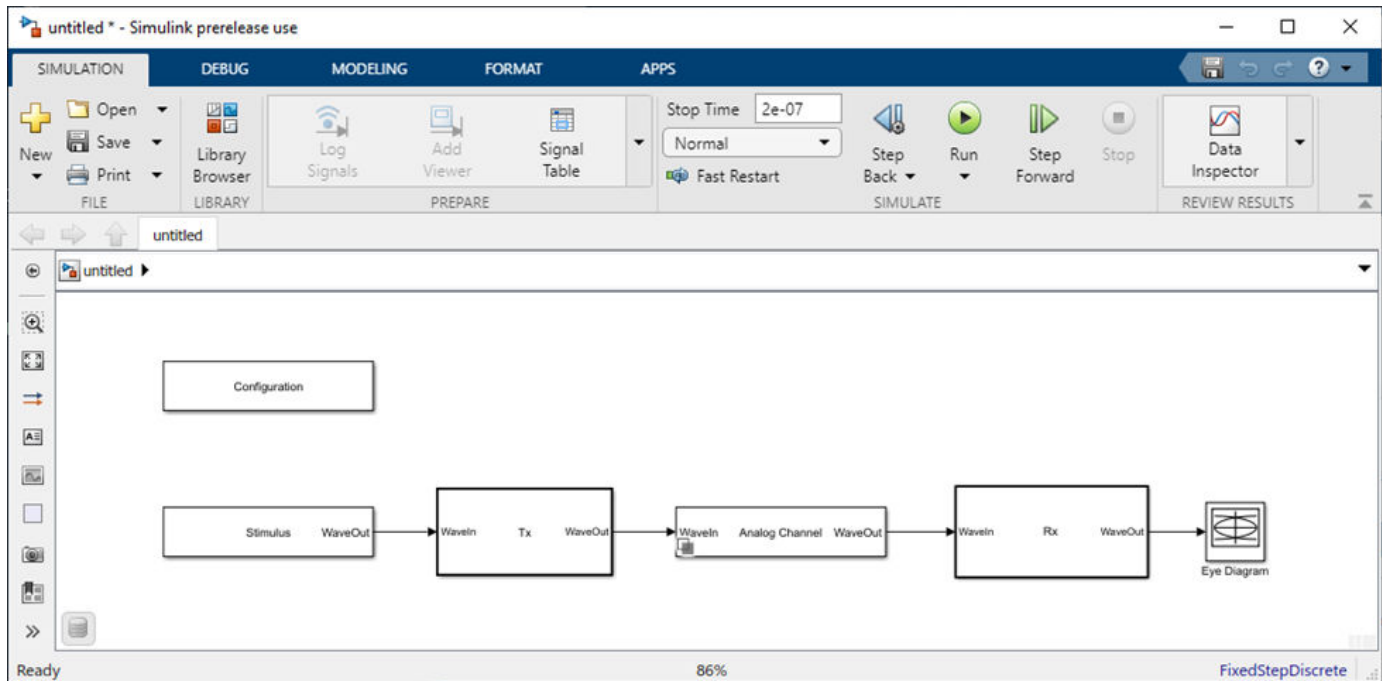 untitled * - Simulink prerelease use
SIMULATION DEBUG MODELING FORMAT APPS
New
Open
Save
Print
FILE
Library
Browser
LIBRARY
Log
Signals
Add
Viewer
Signal
Table
PREPARE
Stop Time 2e-07
Normal
Fast Restart
Step
Back
Run
Step
Forward
Stop
SIMULATE
Data
Inspector
REVIEW RESULTS
untitled
untitled
Configuration
Stimulus WaveOut
WaveIn Tx WaveOut
WaveIn Analog Channel WaveOut
WaveIn Rx WaveOut
Eye Diagram
Ready 86% FixedStepDiscrete